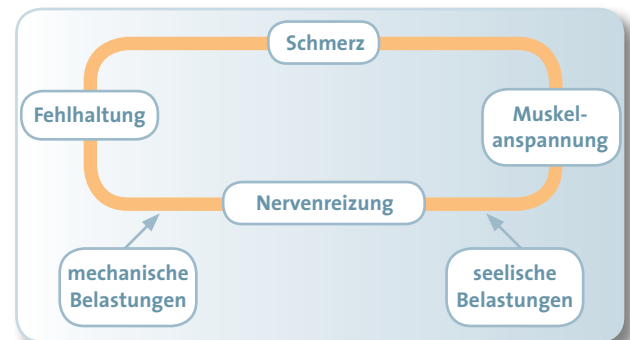 Schmerz
Fehlhaltung
Muskel-
anspannung
Nervenreizung
mechanische
Belastungen
seelische
Belastungen